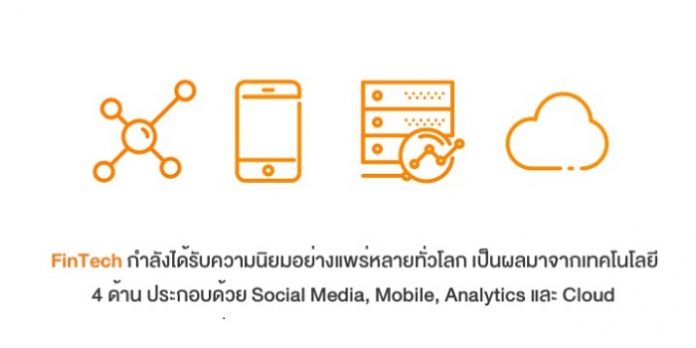 FinTech กำลังได้รับความนิยมอย่างแพร่หลายทั่วโลก เป็นผลมาจากเทคโนโลยี
4 ด้าน ประกอบด้วย Social Media, Mobile, Analytics และ Cloud